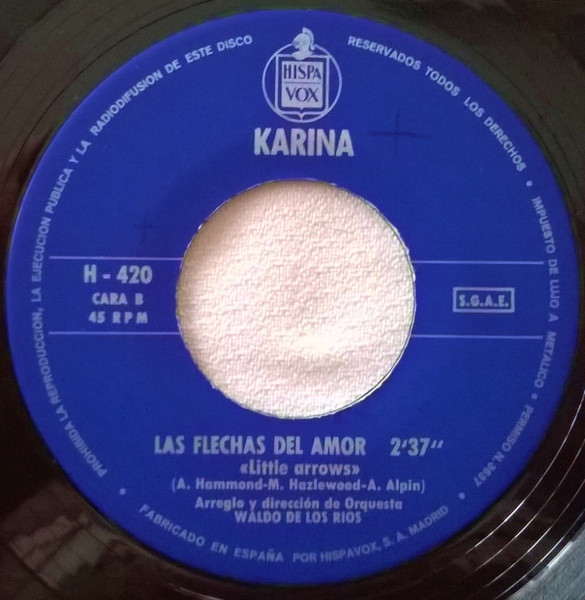 PROHIBIDA LA REPRODUCCION, LA EJECUCION PUBLICA Y LA RADIODIFUSION DE ESTE DISCO
RESERVADOS TODOS LOS DERECHOS • IMPUESTO DE LUJO A METALICO • PERMISO N. 3637
HISPA
VOX
KARINA
H - 420
CARA B
45 RPM
S.G.A.E.
LAS FLECHAS DEL AMOR 2'37"
«Little arrows»
(A. Hammond-M. Hazlewood-A. Alpin)
Arreglo y dirección de Orquesta
WALDO DE LOS RIOS
• FABRICADO EN ESPAÑA POR HISPAVOX, S. A. MADRID •